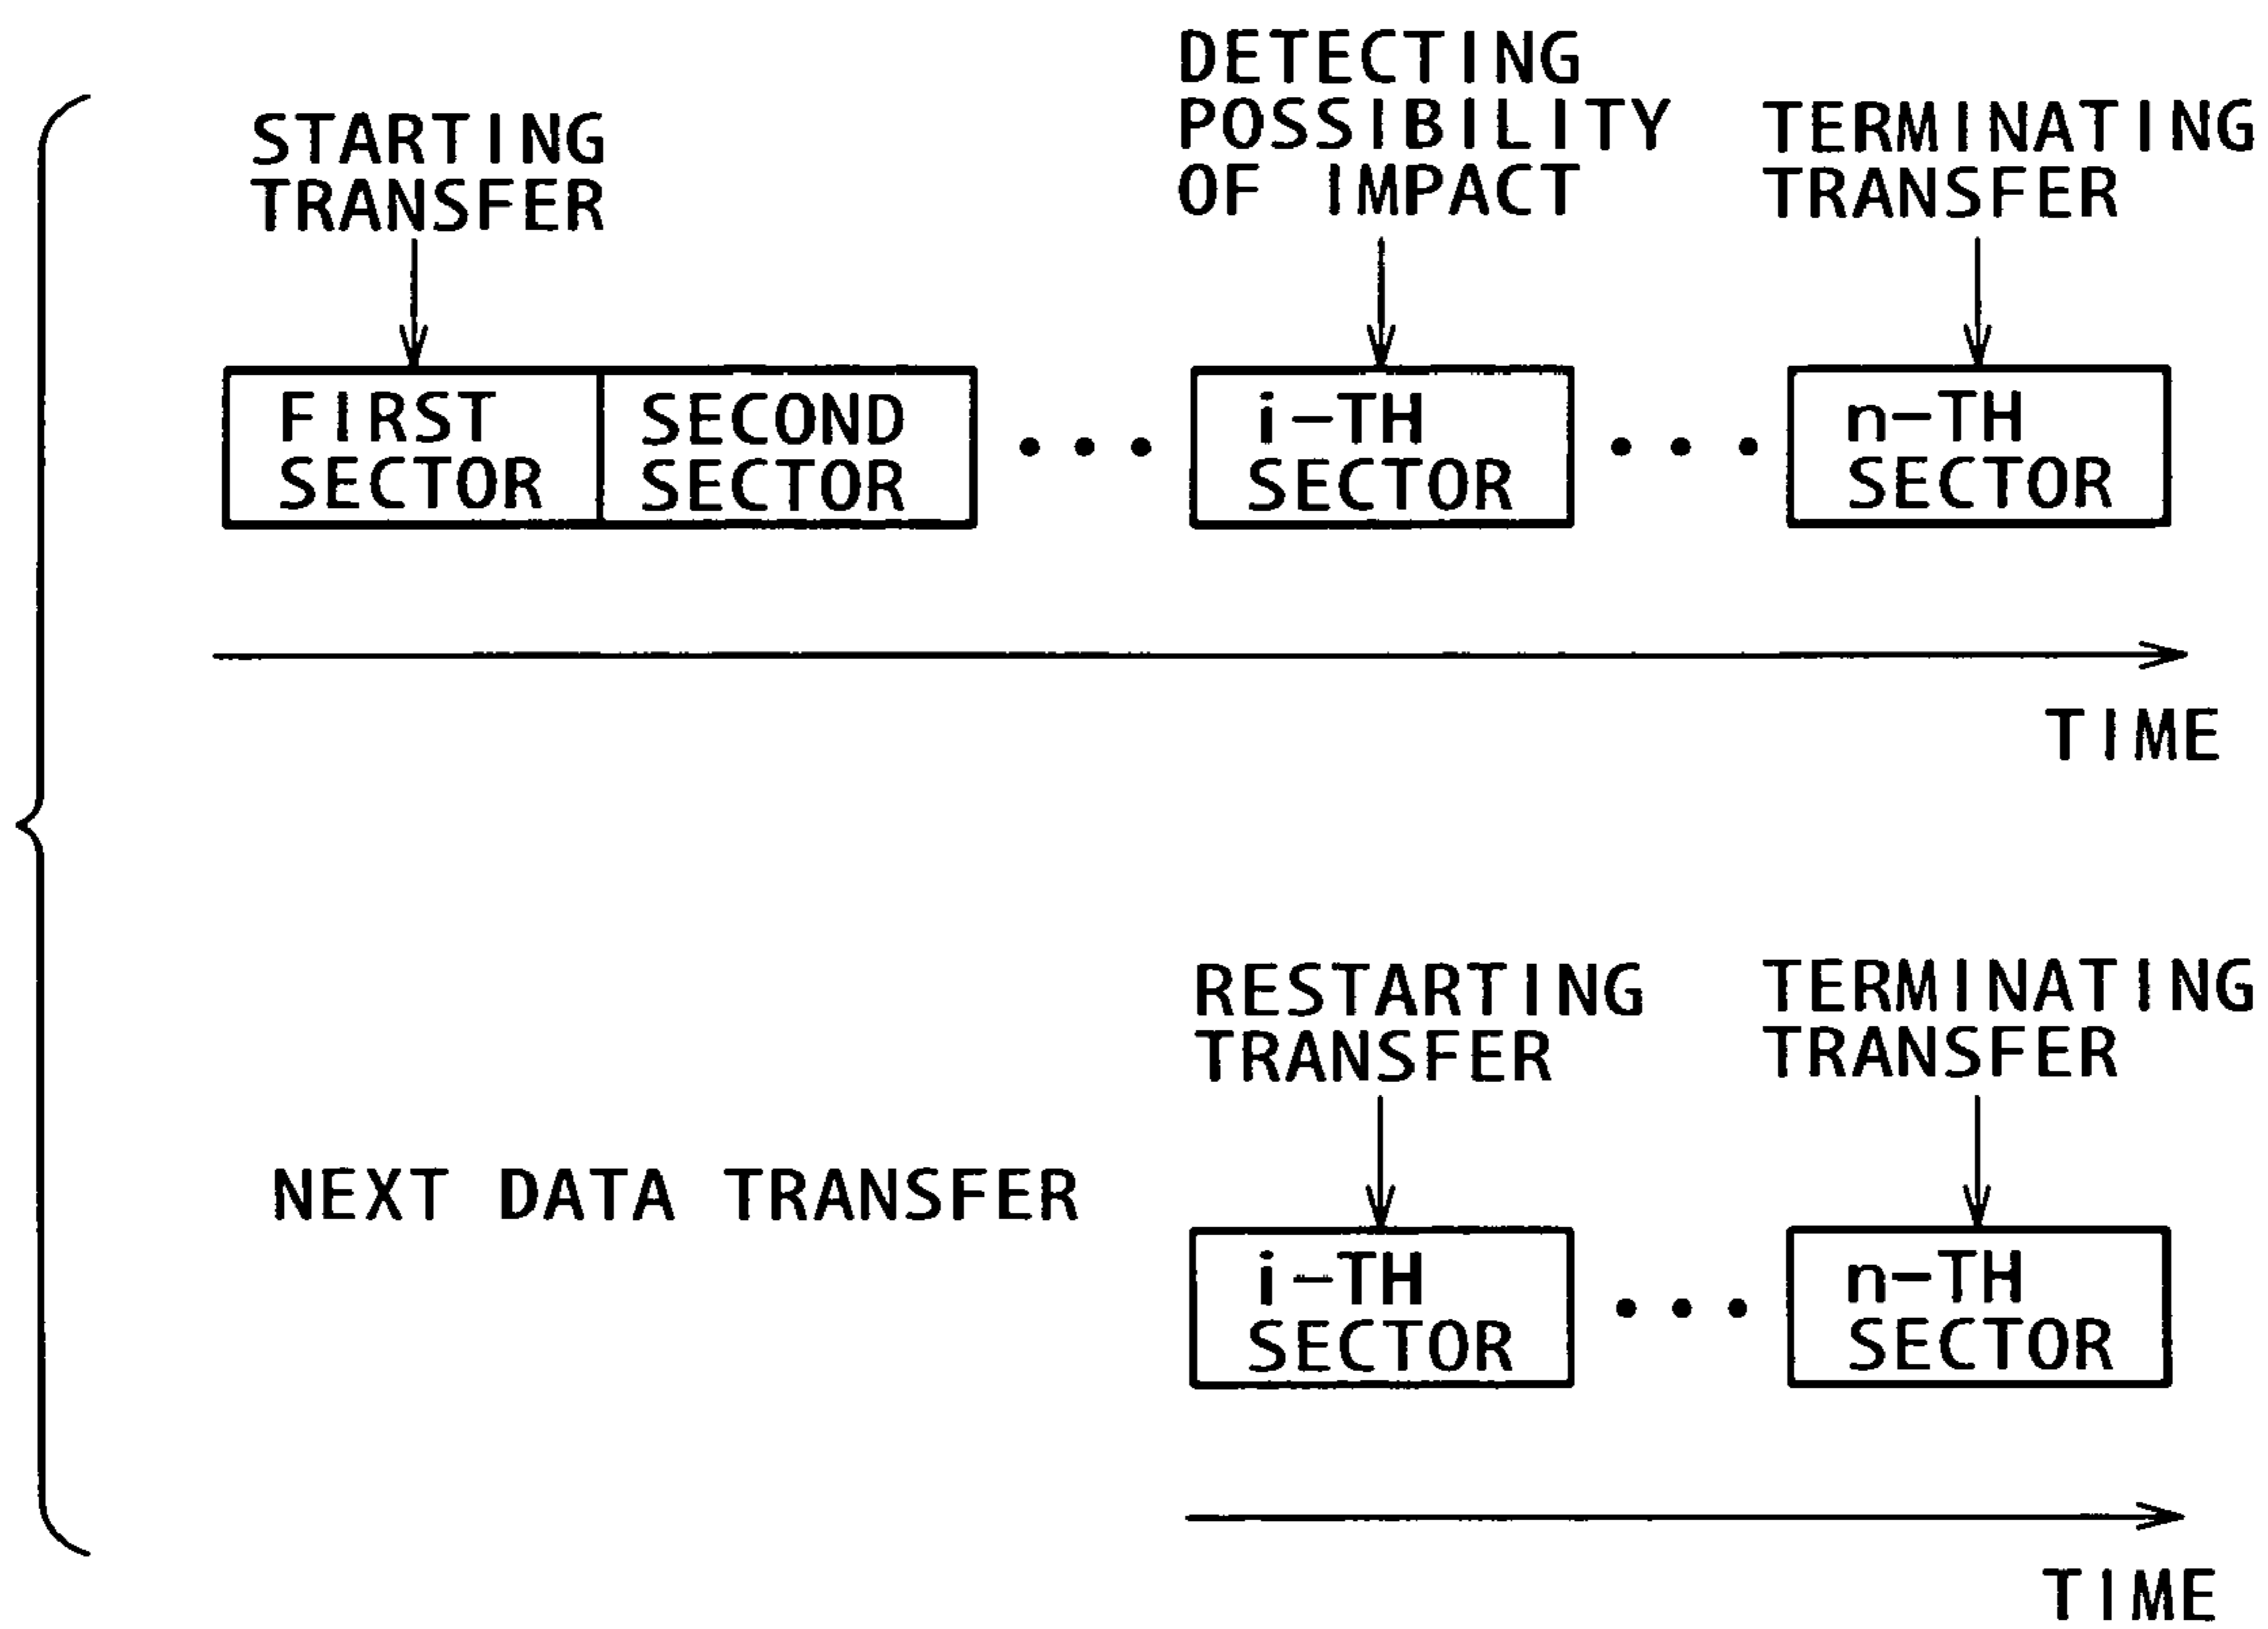 STARTING
TRANSFER
DETECTING
POSSIBILITY
OF IMPACT
TERMINATING
TRANSFER
FIRST
SECTOR
SECOND
SECTOR
• • •
i-TH
SECTOR
• • •
n-TH
SECTOR
TIME
NEXT DATA TRANSFER
RESTARTING
TRANSFER
TERMINATING
TRANSFER
i-TH
SECTOR
• • •
n-TH
SECTOR
TIME